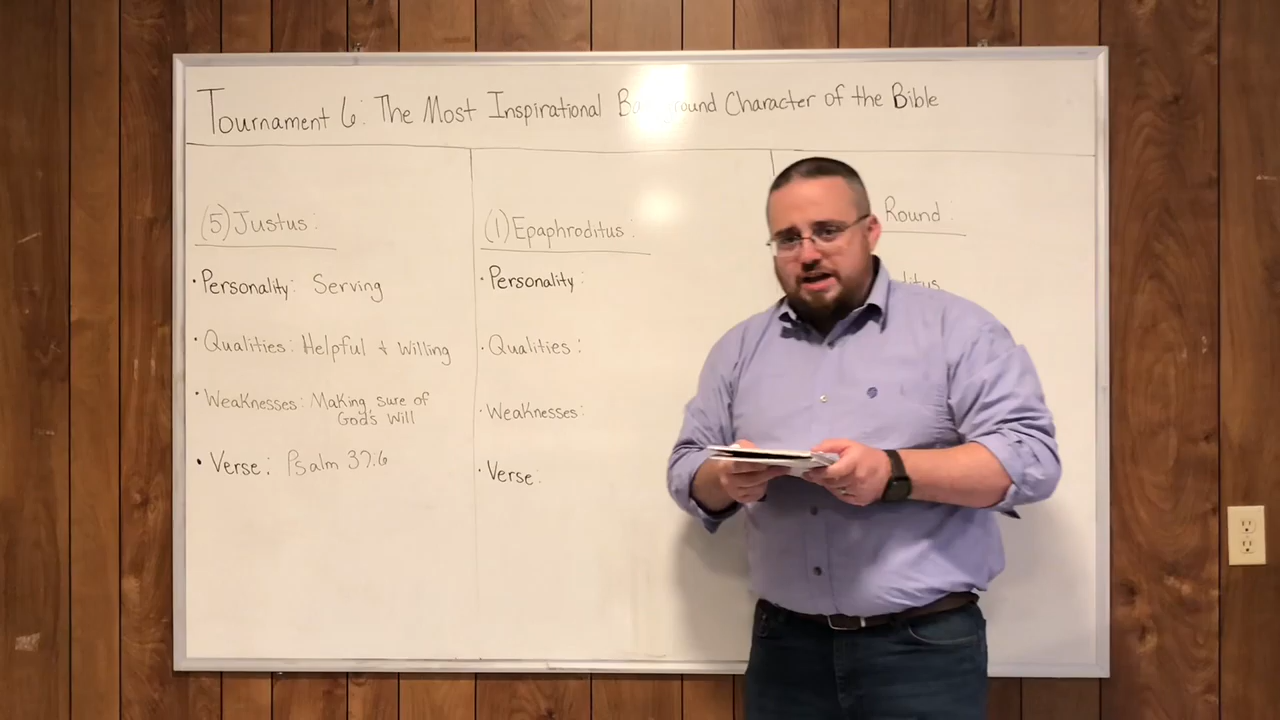 Tournament 6: The Most Inspirational Background Character of the Bible
(5) Justus:
• Personality: Serving
• Qualities: Helpful + Willing
• Weaknesses: Making sure of
God's Will
• Verse: Psalm 37:6
(1) Epaphroditus:
• Personality:
• Qualities:
• Weaknesses:
• Verse:
Round: